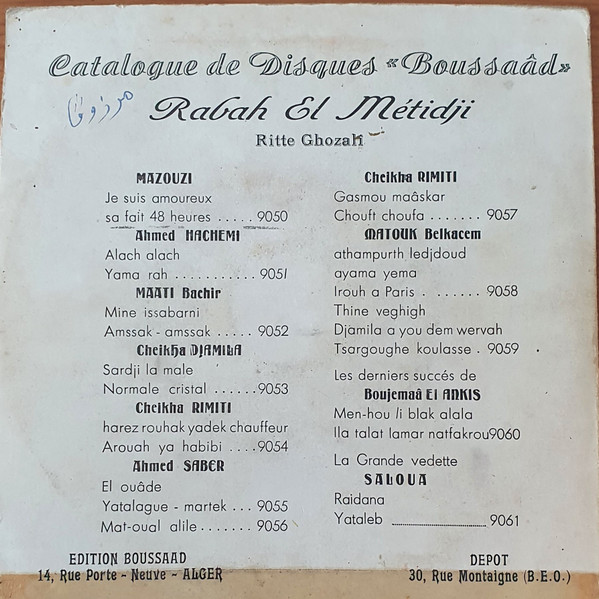 Catalogue de Disques «Boussaâd»
Rabah El Métidji
Ritte Ghozali
MAZOUZI
Je suis amoureux
sa fait 48 heures ..... 9050
Ahmed HACHEMI
Alach alach
Yama rah ........... 9051
MAATI Bachir
Mine issabarni
Amssak - amssak ..... 9052
Cheikha DJAMILA
Sardji la male
Normale cristal ...... 9053
Cheikha RIMITI
harez rouhak yadek chauffeur
Arouah ya habibi .... 9054
Ahmed SABER
El ouâde
Yatalague - martek ... 9055
Mat-oual alile ....... 9056
Cheikha RIMITI
Gasmou maâskar
Chouft choufa ....... 9057
MATOUK Belkacem
athampurth ledjdoud
ayama yema
Irouh a Paris . ...... 9058
Thine veghigh
Djamila a you dem wervah
Tsargoughe koulasse . 9059
Les derniers succés de
Boujemaâ El ANKIS
Men-hou li blak alala
Ila talat lamar natfakrou9060
La Grande vedette
SALOUA
Raidana
Yataleb ........................ 9061
EDITION BOUSSAAD
14, Rue Porte - Neuve - ALGER
DEPOT
30, Rue Montaigne (B.E.O.)